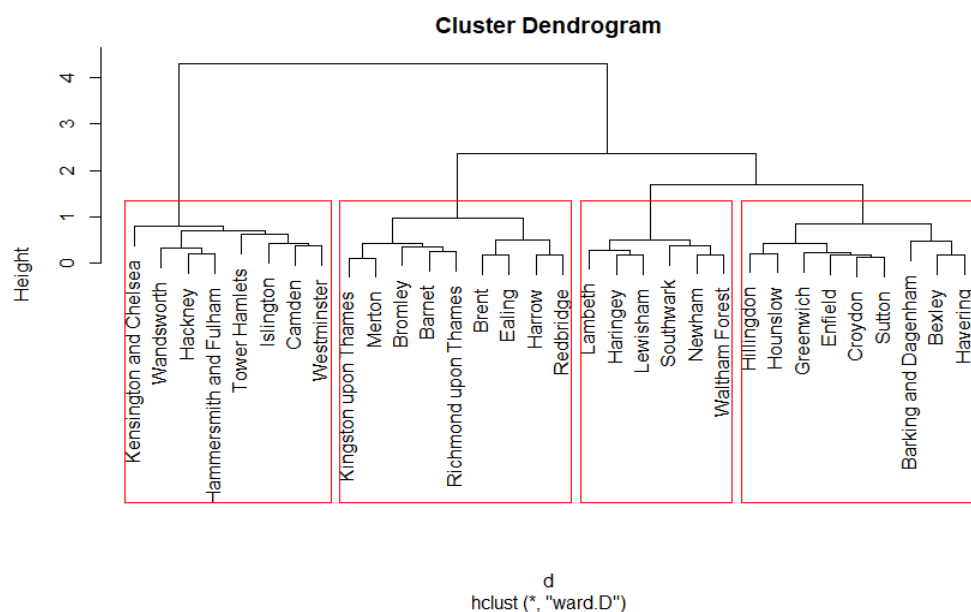 Cluster Dendrogram
Height
4
3
2
1
0
Kensington and Chelsea
Wandsworth
Hackney
Hammersmith and Fulham
Tower Hamlets
Islington
Camden
Westminster
Kingston upon Thames
Merton
Bromley
Barnet
Richmond upon Thames
Brent
Ealing
Harrow
Redbridge
Lambeth
Haringey
Lewisham
Southwark
Newham
Waltham Forest
Hillingdon
Hounslow
Greenwich
Enfield
Croydon
Sutton
Barking and Dagenham
Bexley
Havering
d
hclust (*, "ward.D")